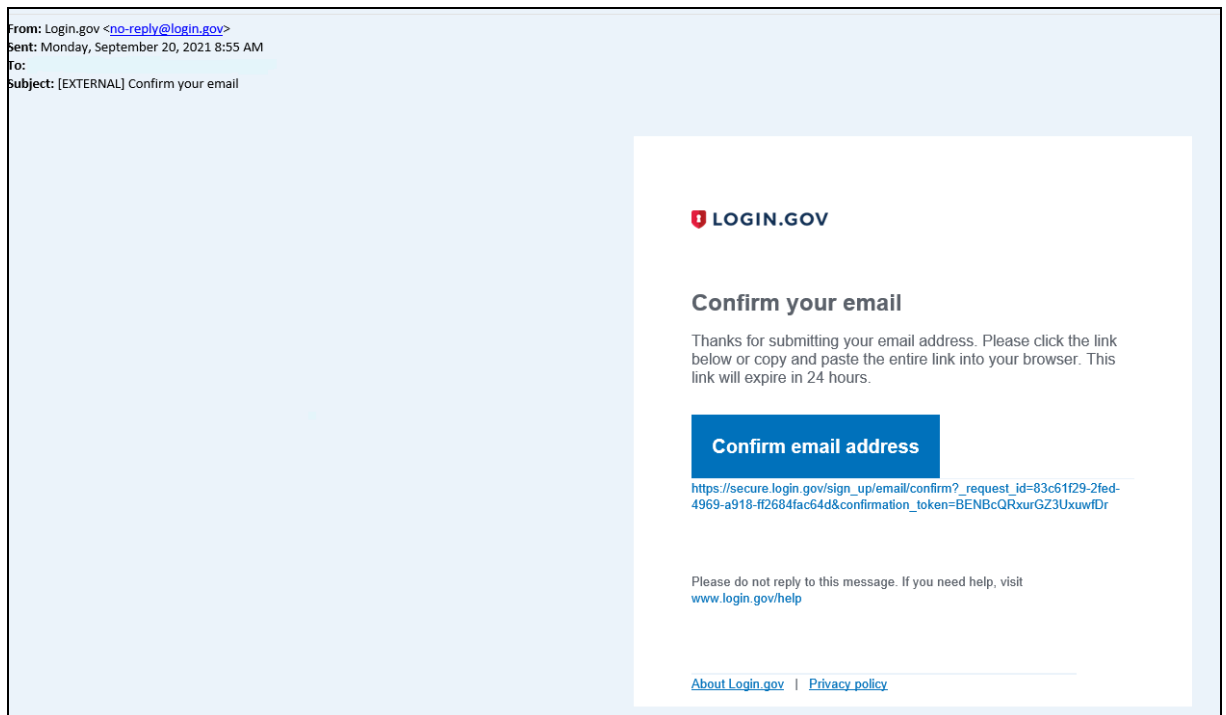 From: Login.gov <no-reply@login.gov>
Sent: Monday, September 20, 2021 8:55 AM
To:
Subject: [EXTERNAL] Confirm your email
LOGIN.GOV
Confirm your email
Thanks for submitting your email address. Please click the link
below or copy and paste the entire link into your browser. This
link will expire in 24 hours.
Confirm email address
https://secure.login.gov/sign_up/email/confirm?_request_id=83c61f29-2fed-
4969-a918-ff2684fac64d&confirmation_token=BENBcQRxurGZ3UxuwfDr
Please do not reply to this message. If you need help, visit
www.login.gov/help
About Login.gov | Privacy policy